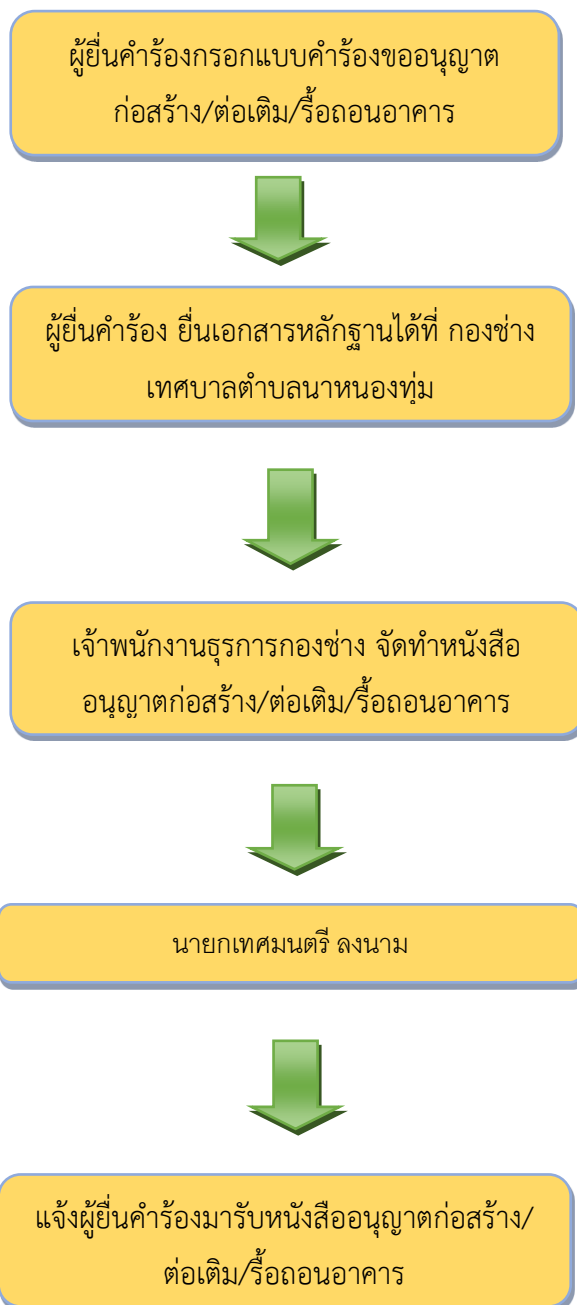 ผู้ยื่นคำร้องกรอกแบบคำร้องขออนุญาต
ก่อสร้าง/ต่อเติม/รื้อถอนอาคาร
ผู้ยื่นคำร้อง ยื่นเอกสารหลักฐานได้ที่ กองช่าง
เทศบาลตำบลนาหนองทุ่ม
เจ้าพนักงานธุรการกองช่าง จัดทำหนังสือ
อนุญาตก่อสร้าง/ต่อเติม/รื้อถอนอาคาร
นายกเทศมนตรี ลงนาม
แจ้งผู้ยื่นคำร้องมารับหนังสืออนุญาตก่อสร้าง/
ต่อเติม/รื้อถอนอาคาร